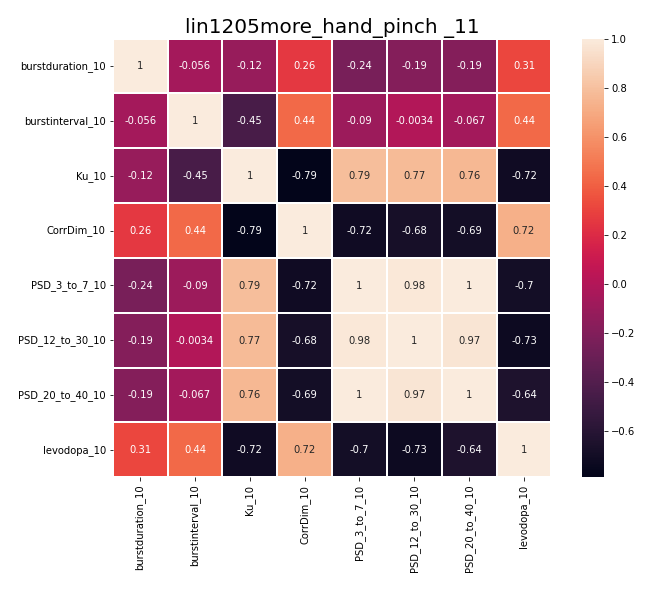 lin1205more_hand_pinch _11
burstduration_10 1 -0.056 -0.12 0.26 -0.24 -0.19 -0.19 0.31
burstinterval_10 -0.056 1 -0.45 0.44 -0.09 -0.0034 -0.067 0.44
Ku_10 -0.12 -0.45 1 -0.79 0.79 0.77 0.76 -0.72
CorrDim_10 0.26 0.44 -0.79 1 -0.72 -0.68 -0.69 0.72
PSD_3_to_7_10 -0.24 -0.09 0.79 -0.72 1 0.98 1 -0.7
PSD_12_to_30_10 -0.19 -0.0034 0.77 -0.68 0.98 1 0.97 -0.73
PSD_20_to_40_10 -0.19 -0.067 0.76 -0.69 1 0.97 1 -0.64
levodopa_10 0.31 0.44 -0.72 0.72 -0.7 -0.73 -0.64 1
burstduration_10
burstinterval_10
Ku_10
CorrDim_10
PSD_3_to_7_10
PSD_12_to_30_10
PSD_20_to_40_10
levodopa_10
1.0
0.8
0.6
0.4
0.2
0.0
−0.2
−0.4
−0.6